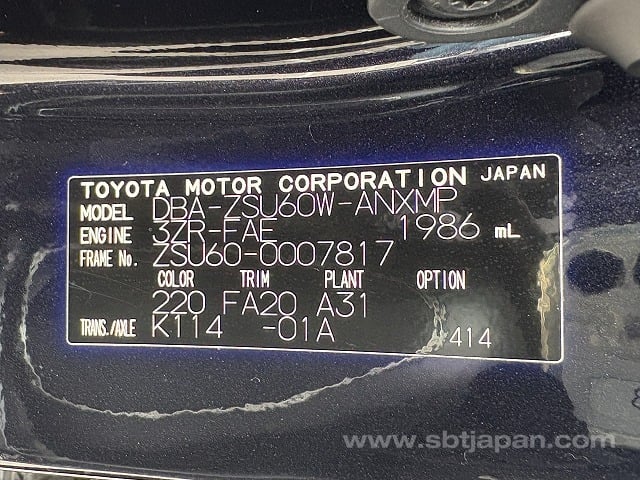 TOYOTA MOTOR CORPORATION JAPAN
MODEL DBA-ZSU60W-ANXMP
ENGINE 3ZR-FAE 1986 mL
FRAME No. ZSU60-0007817
COLOR TRIM PLANT OPTION
220 FA20 A31
TRANS./AXLE K114 -01A 414
www.sbtjapan.com